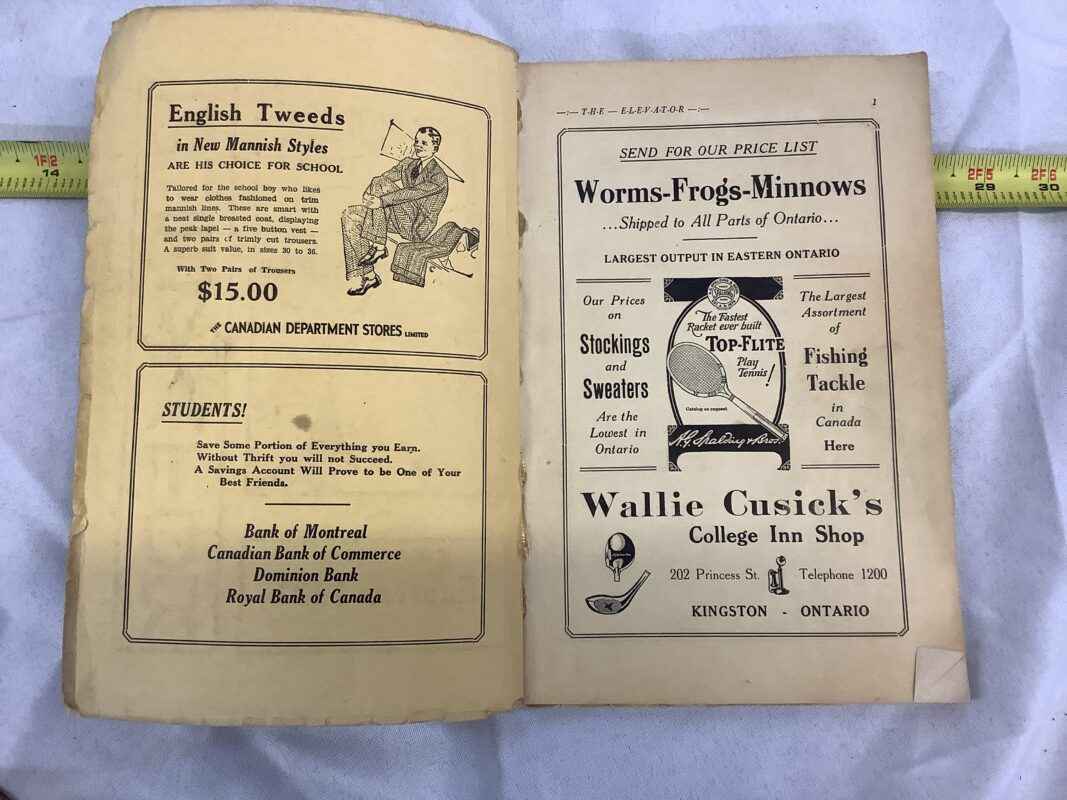 English Tweeds
in New Mannish Styles
ARE HIS CHOICE FOR SCHOOL
Tailored for the school boy who likes
to wear clothes fashioned on trim
mannish lines. These are smart with
a neat single breasted coat, displaying
the peak lapel — a five button vest —
and two pairs of trimly cut trousers.
A superb suit value, in sizes 30 to 36.
With Two Pairs of Trousers
$15.00
THE CANADIAN DEPARTMENT STORES LIMITED
STUDENTS!
Save Some Portion of Everything you Earn.
Without Thrift you will not Succeed.
A Savings Account Will Prove to be One of Your
Best Friends.
Bank of Montreal
Canadian Bank of Commerce
Dominion Bank
Royal Bank of Canada
—:— T-H-E — E-L-E-V-A-T-O-R —:—
1
SEND FOR OUR PRICE LIST
Worms-Frogs-Minnows
...Shipped to All Parts of Ontario...
LARGEST OUTPUT IN EASTERN ONTARIO
Our Prices
on
Stockings
and
Sweaters
Are the
Lowest in
Ontario
The Fastest
Racket ever built
TOP-FLITE
Play
Tennis!
Catalog on request
A.G. Spalding & Bros.
The Largest
Assortment
of
Fishing
Tackle
in
Canada
Here
Wallie Cusick's
College Inn Shop
202 Princess St. Telephone 1200
KINGSTON - ONTARIO
1F2
14
2F5
29
2F6
30